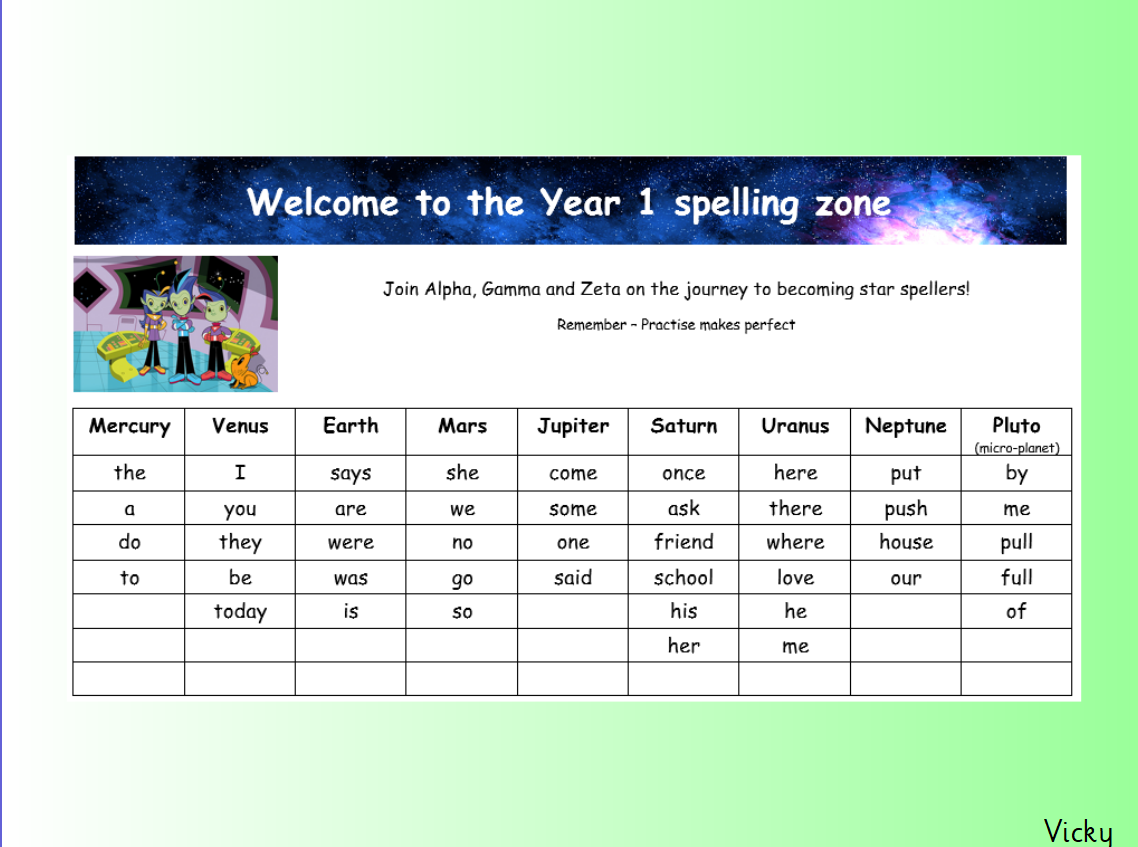 Welcome to the Year 1 spelling zone
Join Alpha, Gamma and Zeta on the journey to becoming star spellers!
Remember – Practise makes perfect
Mercury Venus Earth Mars Jupiter Saturn Uranus Neptune Pluto
(micro-planet)
the I says she come once here put by
a you are we some ask there push me
do they were no one friend where house pull
to be was go said school love our full
today is so his he of
her me
Vicky